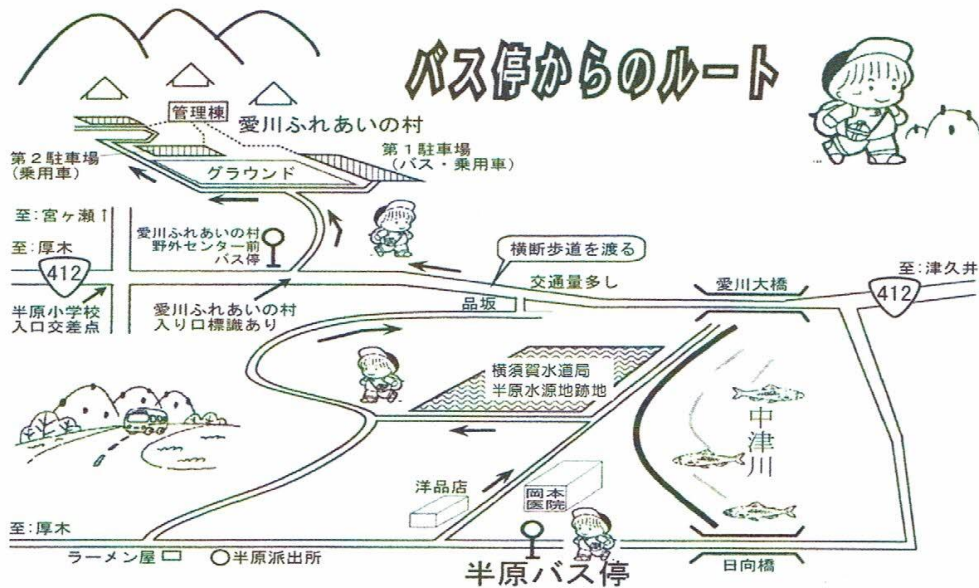 バス停からのルート
管理棟
愛川ふれあいの村
第2駐車場
(乗用車)
グラウンド
第1駐車場
(バス・乗用車)
至:宮ヶ瀬↑
至:厚木
412
愛川ふれあいの村
野外センター前
バス停
横断歩道を渡る
交通量多し
愛川大橋
至:津久井
412
半原小学校
入口交差点
愛川ふれあいの村
入り口標識あり
品坂
横須賀水道局
半原水源地跡地
中津川
洋品店
岡本
医院
至:厚木
ラーメン屋
半原派出所
半原バス停
日向橋